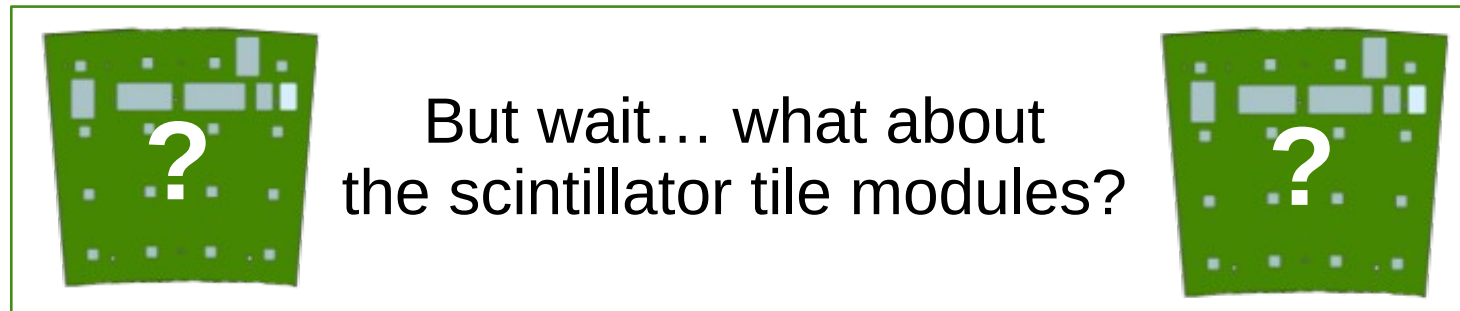 ?
But wait… what about
the scintillator tile modules?
?